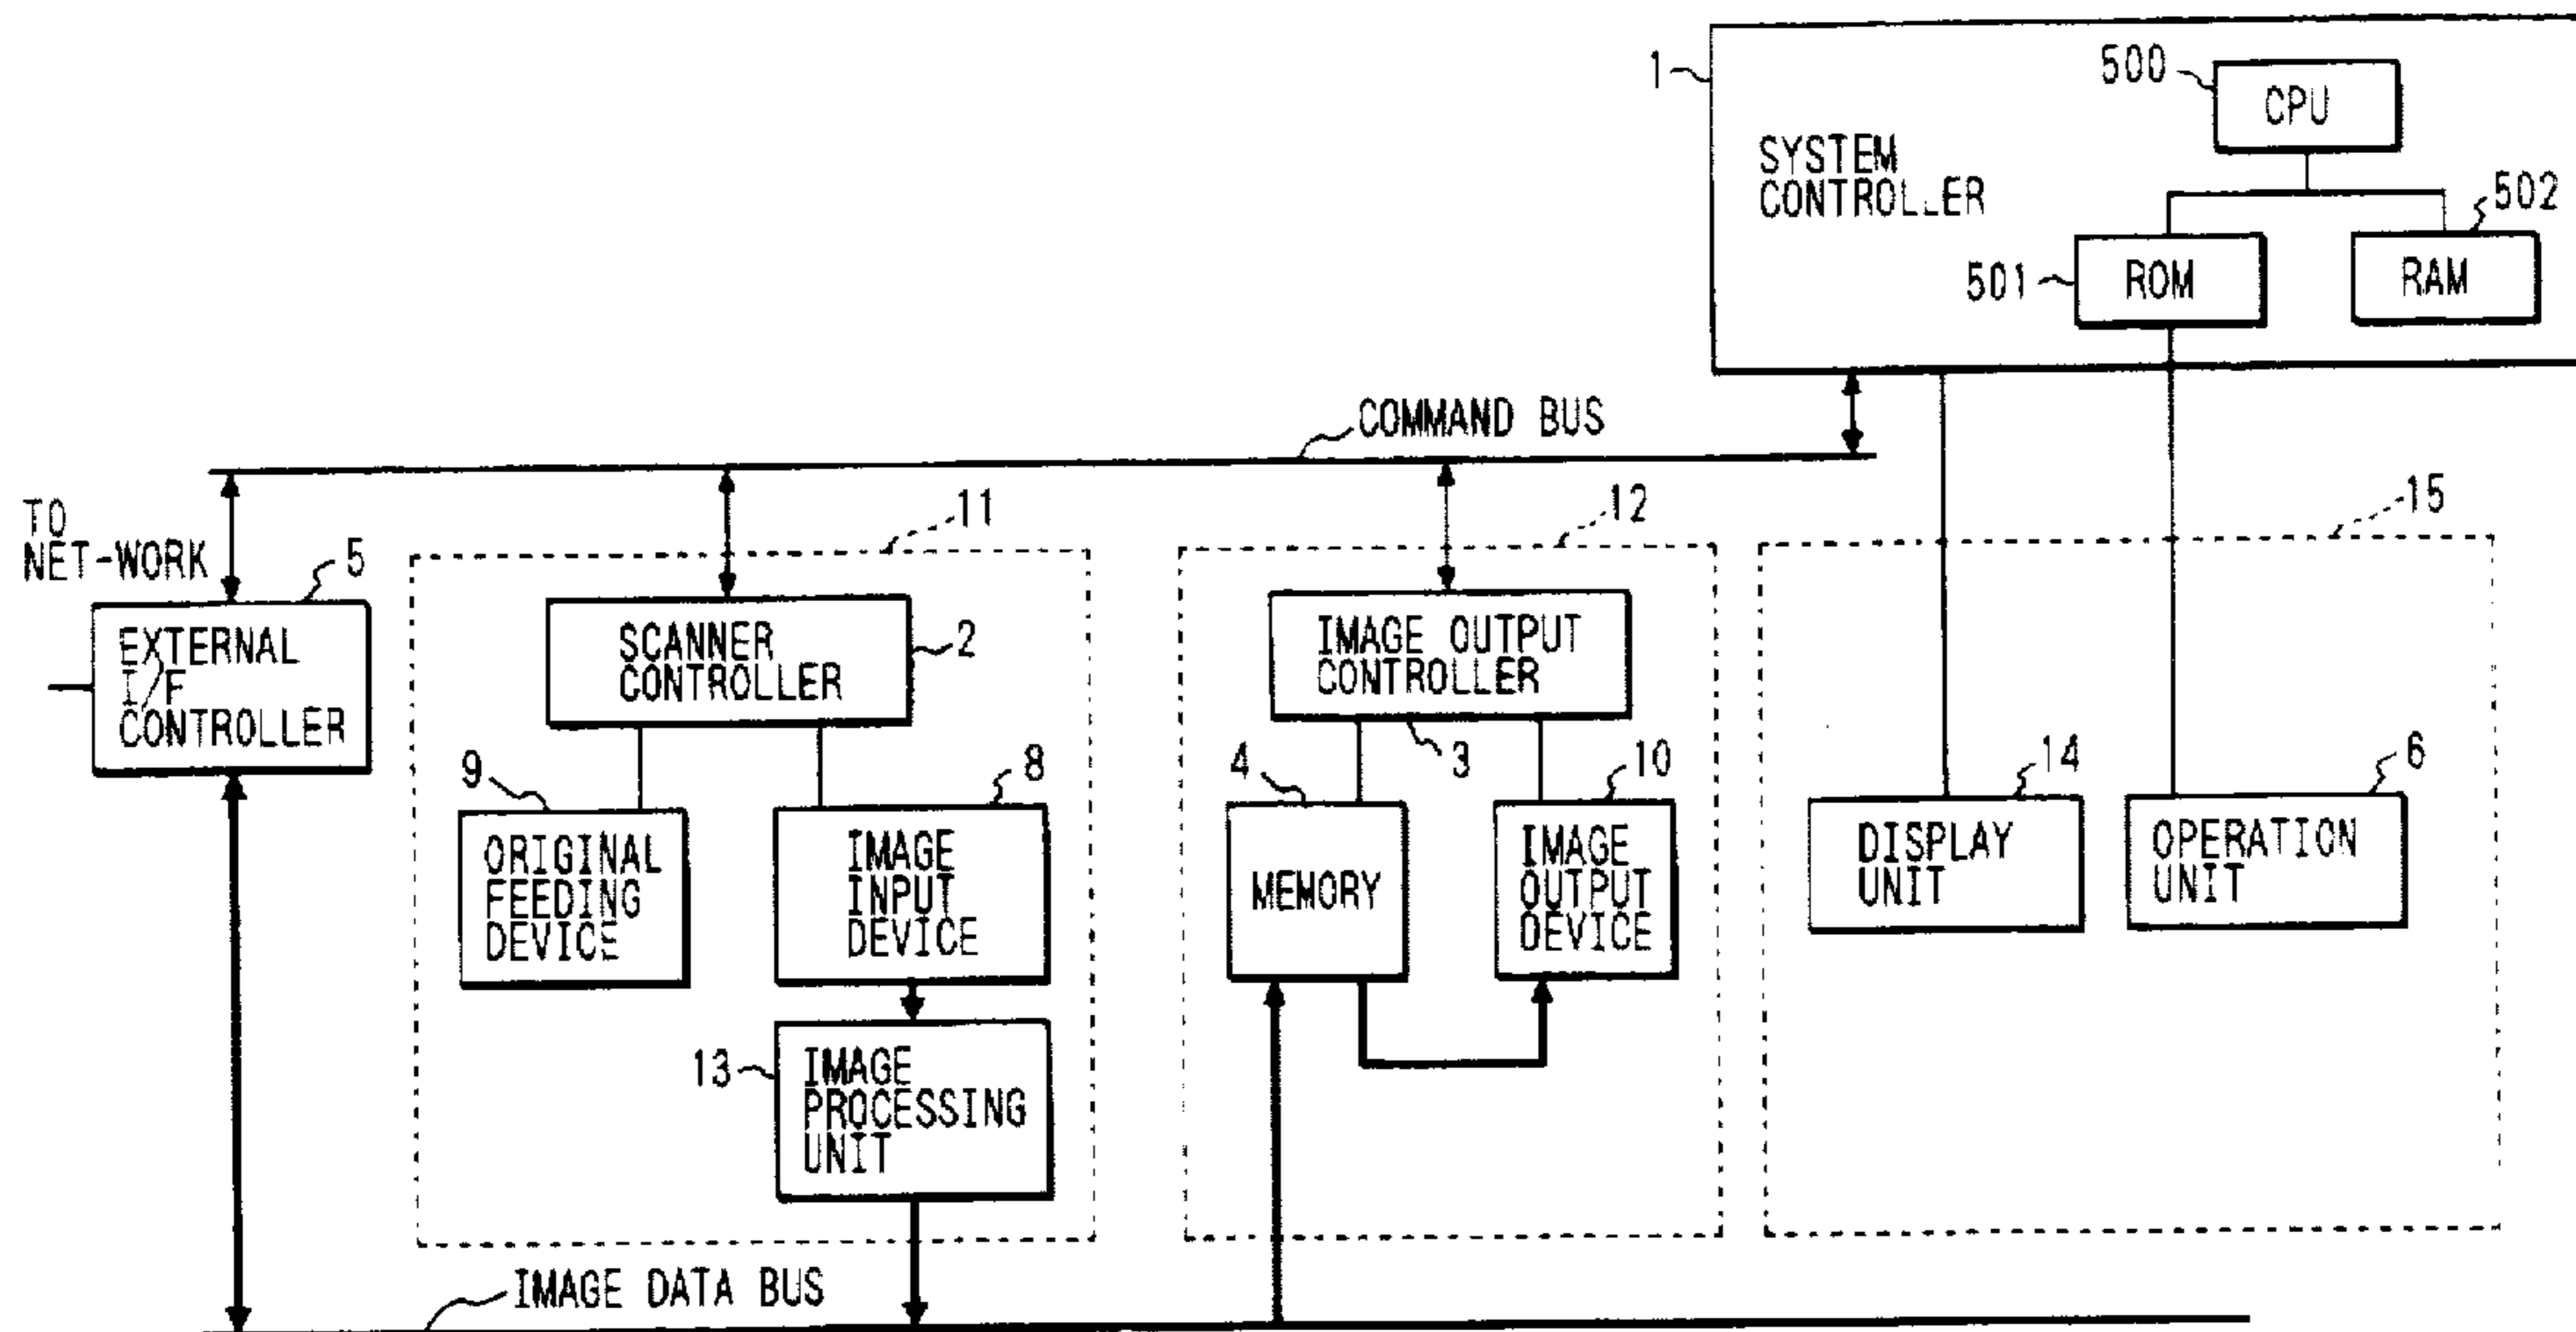 1
SYSTEM
CONTROLLER
500
CPU
501
ROM
502
RAM
COMMAND BUS
TO
NET-WORK
5
EXTERNAL
I/F
CONTROLLER
11
SCANNER
CONTROLLER
2
9
ORIGINAL
FEEDING
DEVICE
8
IMAGE
INPUT
DEVICE
13
IMAGE
PROCESSING
UNIT
12
IMAGE OUTPUT
CONTROLLER
3
4
MEMORY
10
IMAGE
OUTPUT
DEVICE
15
14
DISPLAY
UNIT
6
OPERATION
UNIT
IMAGE DATA BUS